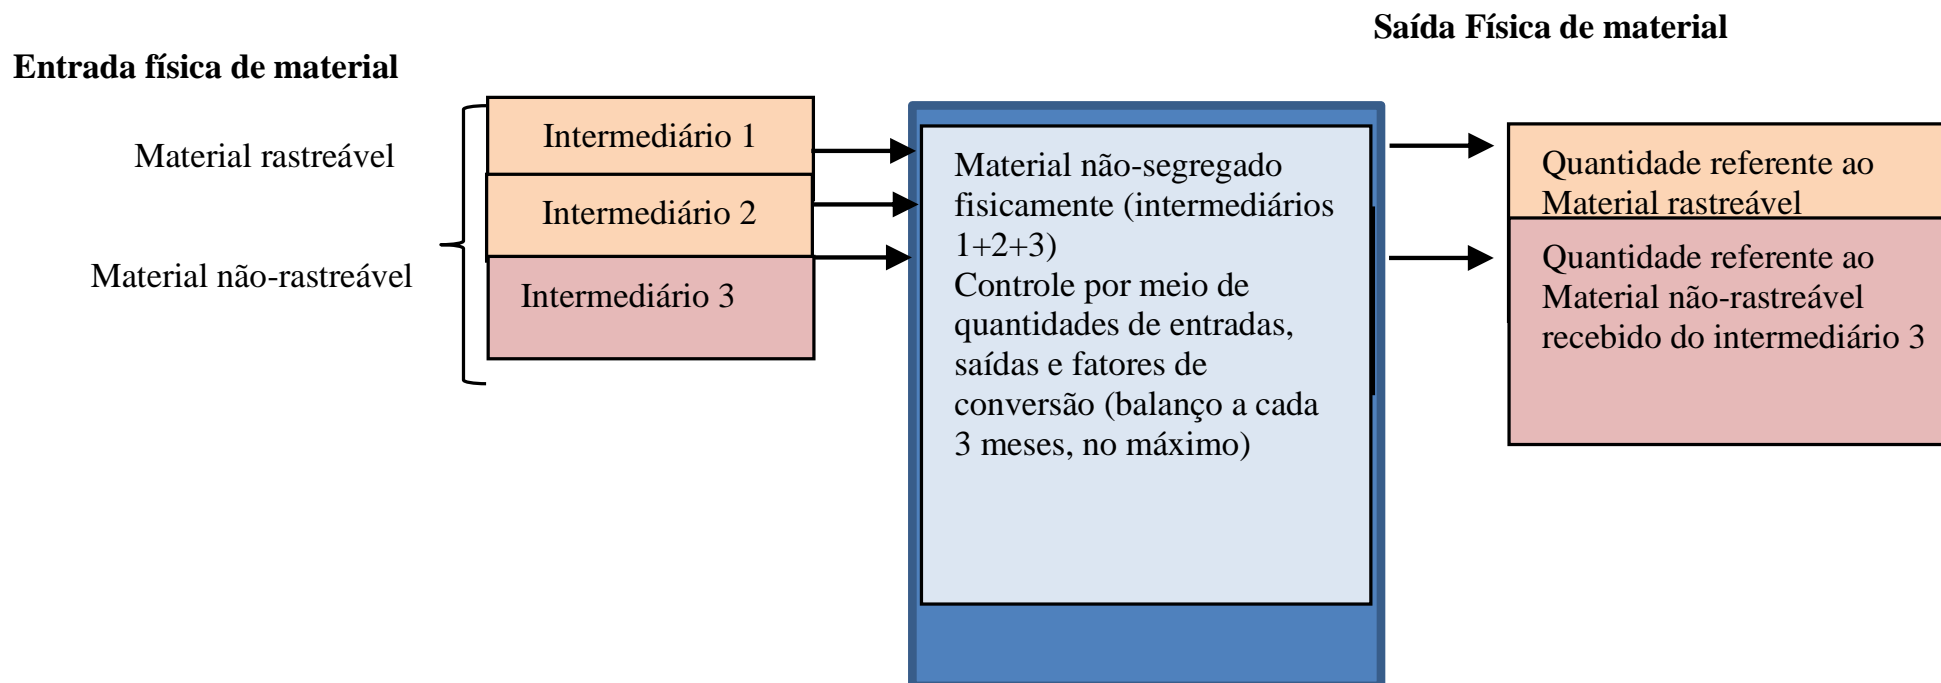 Saída Física de material
Entrada física de material
Material rastreável
Material não-rastreável
Intermediário 1
Intermediário 2
Intermediário 3
Material não-segregado
fisicamente (intermediários
1+2+3)
Controle por meio de
quantidades de entradas,
saídas e fatores de
conversão (balanço a cada
3 meses, no máximo)
Quantidade referente ao
Material rastreável
Quantidade referente ao
Material não-rastreável
recebido do intermediário 3